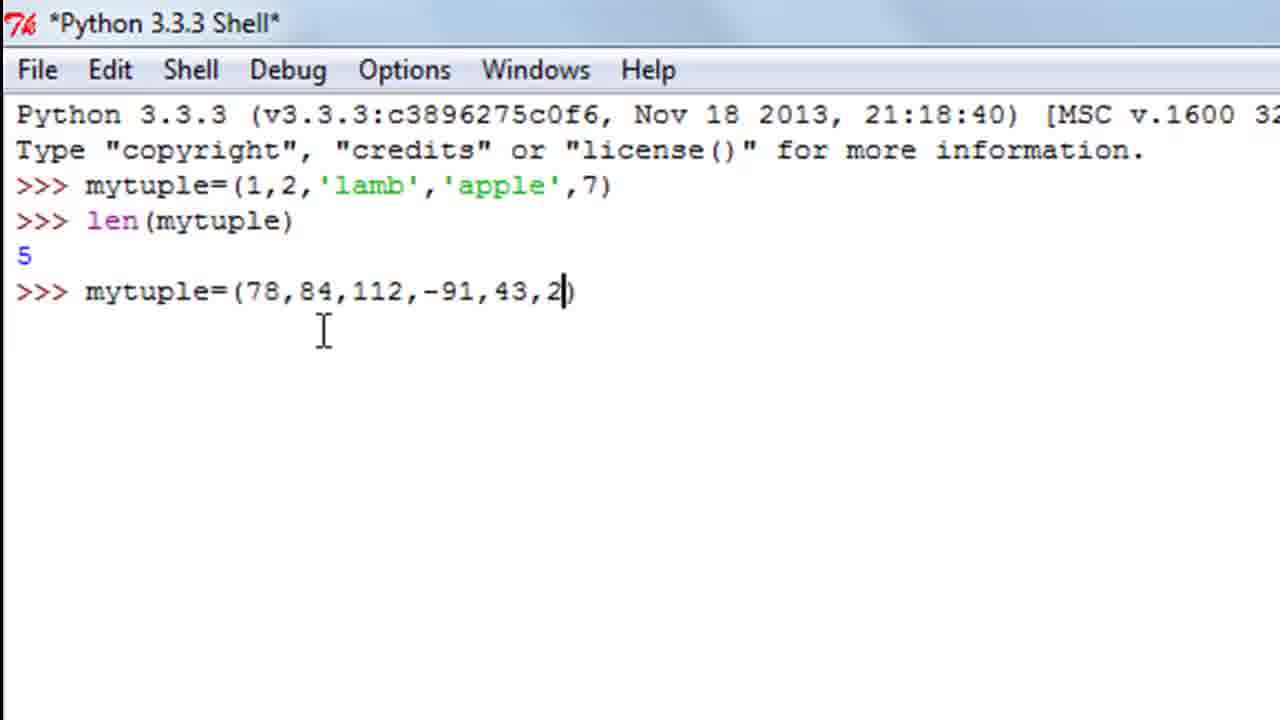 *Python 3.3.3 Shell*
File Edit Shell Debug Options Windows Help
Python 3.3.3 (v3.3.3:c3896275c0f6, Nov 18 2013, 21:18:40) [MSC v.1600 32
Type "copyright", "credits" or "license()" for more information.
>>> mytuple=(1,2,'lamb','apple',7)
>>> len(mytuple)
5
>>> mytuple=(78,84,112,-91,43,2)